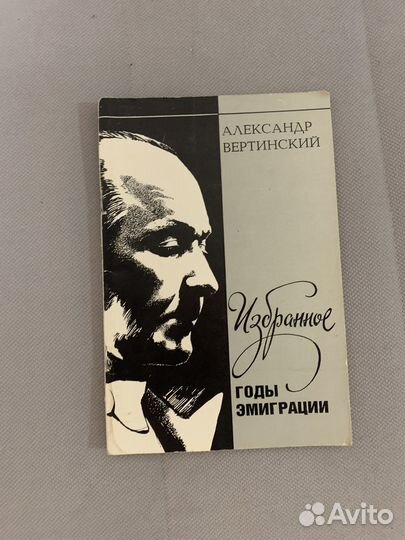 АЛЕКСАНДР
ВЕРТИНСКИЙ
Избранное
ГОДЫ
ЭМИГРАЦИИ
Avito